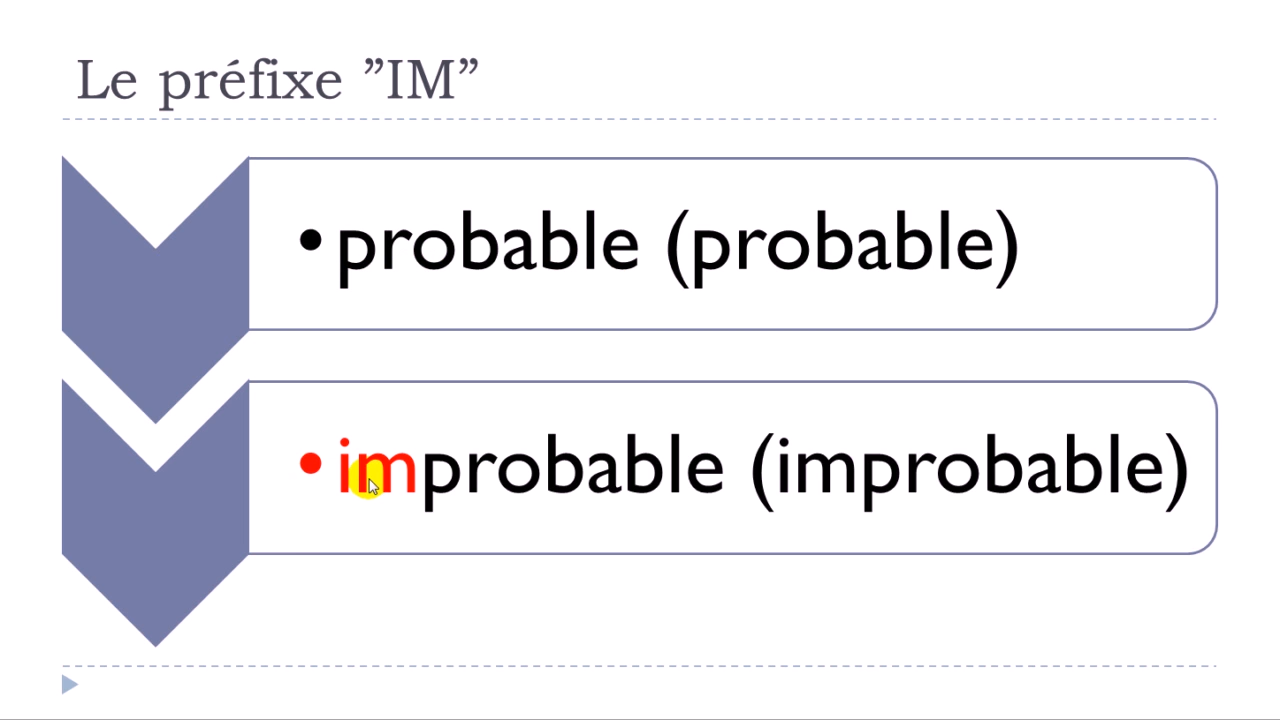 Le préfixe ”IM”
• probable (probable)
• improbable (improbable)